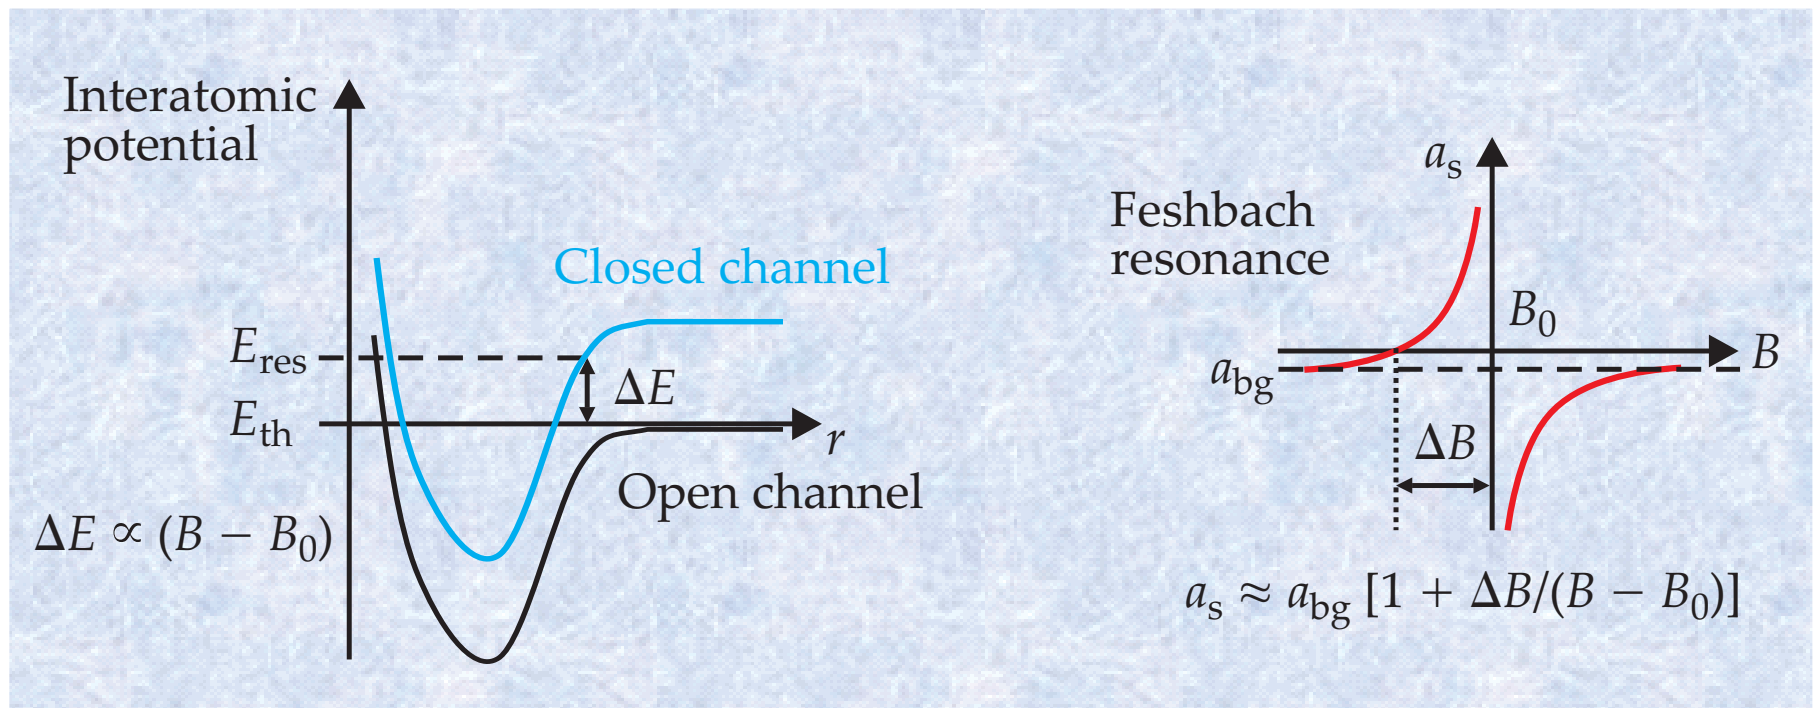 Interatomic
potential
Closed channel
E_res
ΔE
E_th
r
Open channel
ΔE ∝ (B − B_0)
a_s
Feshbach
resonance
B_0
B
a_bg
ΔB
a_s ≈ a_bg [1 + ΔB/(B − B_0)]